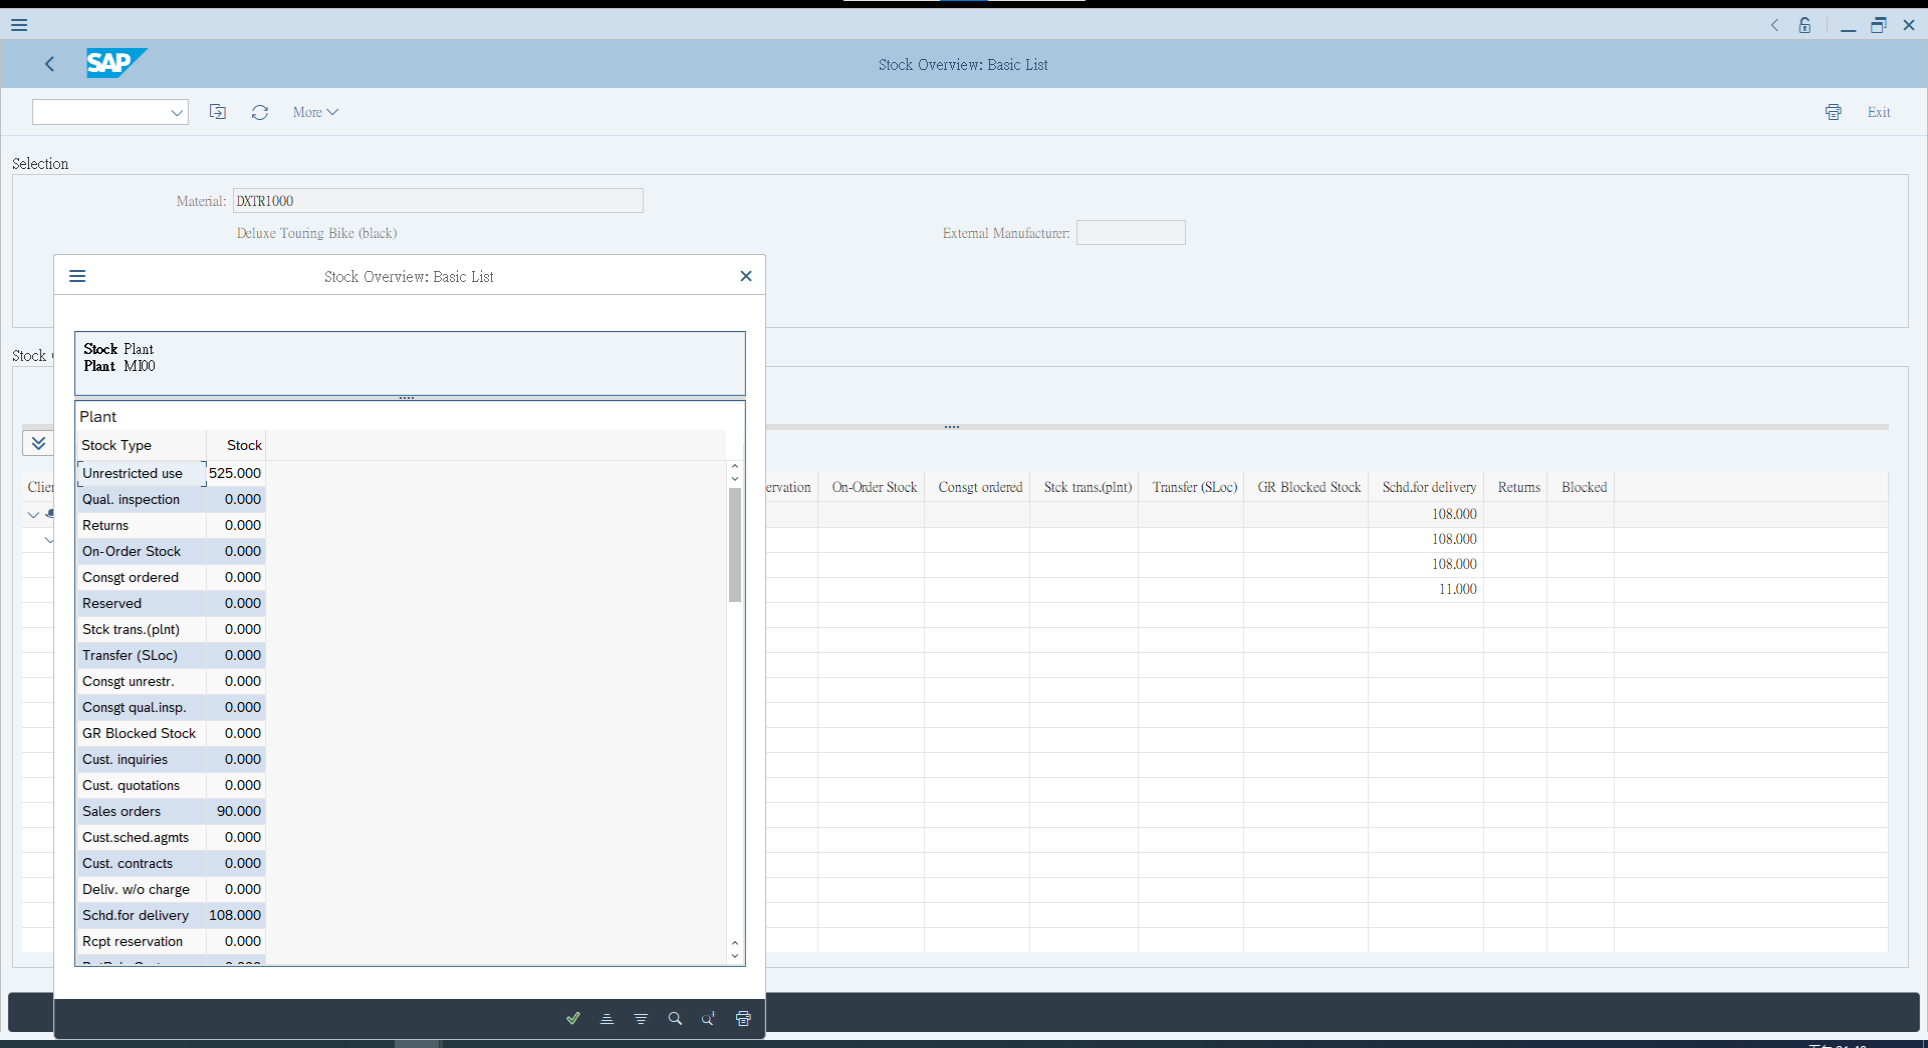 SAP
Stock Overview: Basic List
More
Exit
Selection
Material: DXTR1000
Deluxe Touring Bike (black)
External Manufacturer:
Stock Overview: Basic List
Stock Plant
Plant MI00
Stock
Plant
Stock Type Stock
Unrestricted use 525.000
Qual. inspection 0.000
Returns 0.000
On-Order Stock 0.000
Consgt ordered 0.000
Reserved 0.000
Stck trans.(plnt) 0.000
Transfer (SLoc) 0.000
Consgt unrestr. 0.000
Consgt qual.insp. 0.000
GR Blocked Stock 0.000
Cust. inquiries 0.000
Cust. quotations 0.000
Sales orders 90.000
Cust.sched.agmts 0.000
Cust. contracts 0.000
Deliv. w/o charge 0.000
Schd.for delivery 108.000
Rcpt reservation 0.000
Clie
ervation On-Order Stock Consgt ordered Stck trans.(plnt) Transfer (SLoc) GR Blocked Stock Schd.for delivery Returns Blocked
108.000
108.000
108.000
11.000